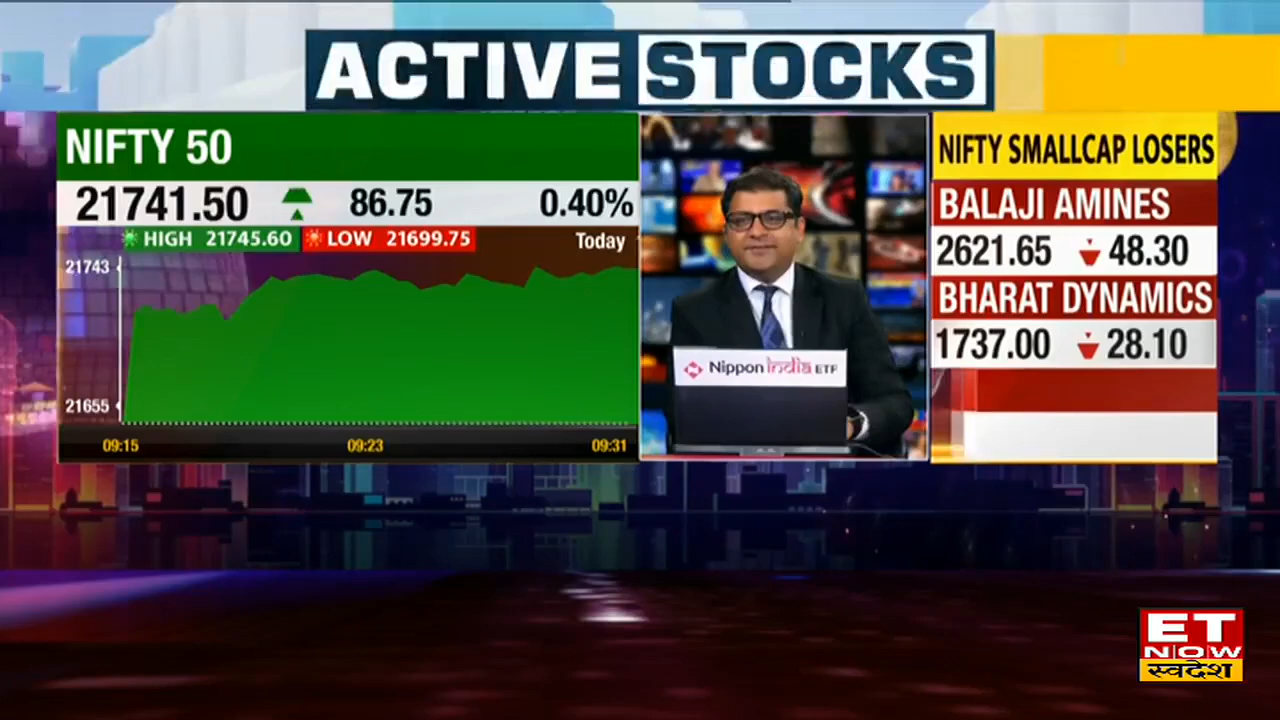 ACTIVE STOCKS
NIFTY 50
21741.50 86.75 0.40%
HIGH 21745.60 LOW 21699.75 Today
21743
21655
09:15 09:23 09:31
Nippon India ETF
NIFTY SMALLCAP LOSERS
BALAJI AMINES
2621.65 48.30
BHARAT DYNAMICS
1737.00 28.10
ET
NOW
स्वदेश